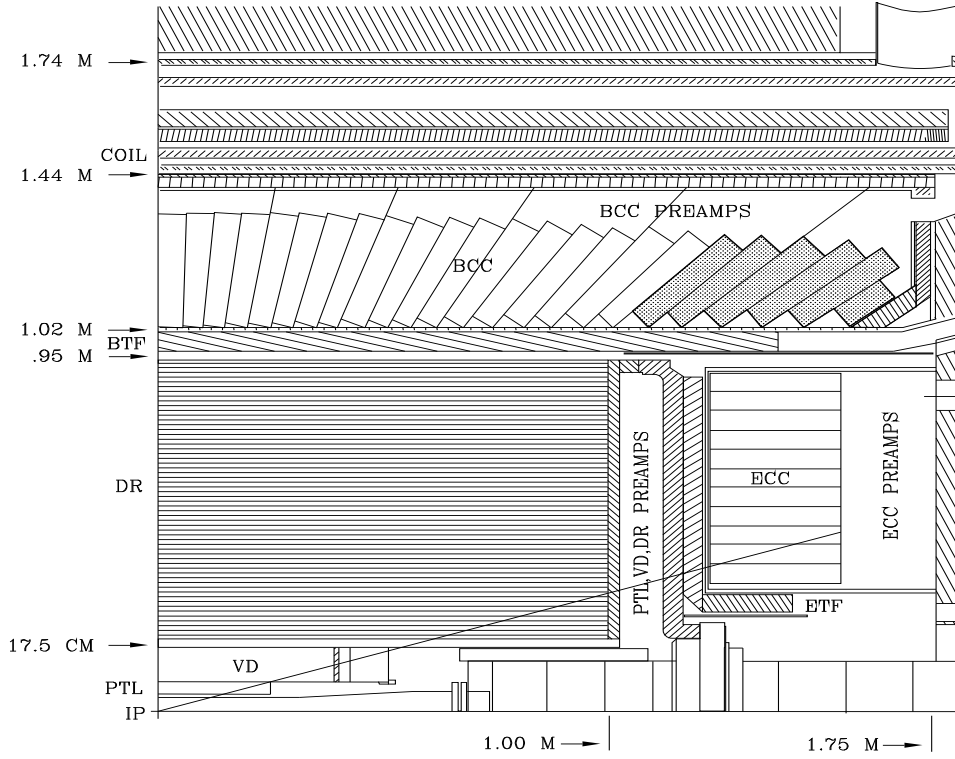 1.74 M
COIL
1.44 M
BCC PREAMPS
BCC
1.02 M
BTF
.95 M
DR
PTL,VD,DR PREAMPS
ECC
ECC PREAMPS
ETF
17.5 CM
VD
PTL
IP
1.00 M
1.75 M